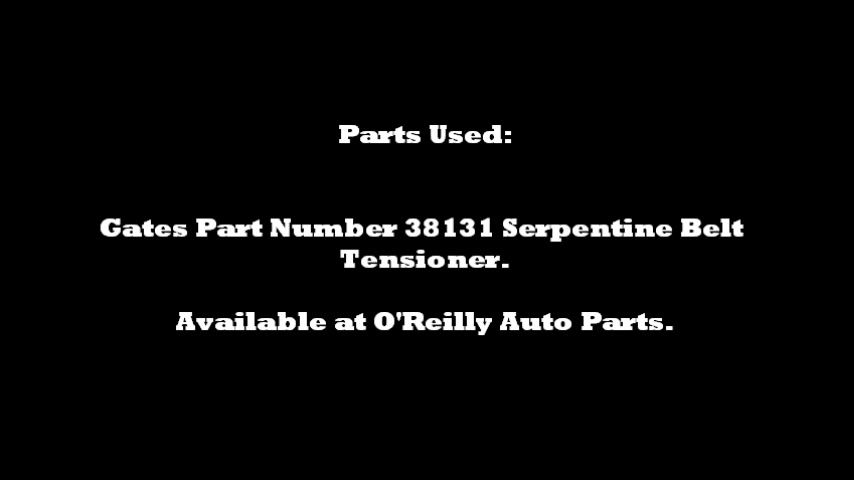 Parts Used:
Gates Part Number 38131 Serpentine Belt
Tensioner.
Available at O'Reilly Auto Parts.